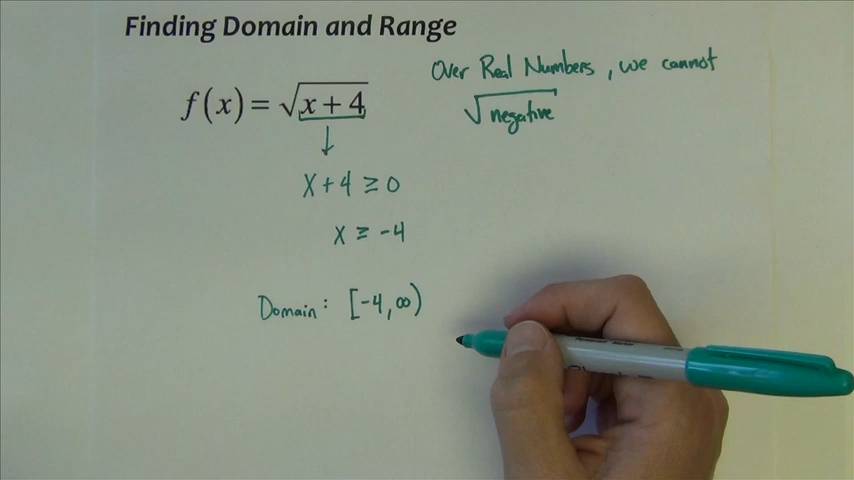 Finding Domain and Range
Over Real Numbers, we cannot
√negative
f(x) = √x + 4
↓
x + 4 ≥ 0
x ≥ -4
Domain: [-4, ∞)